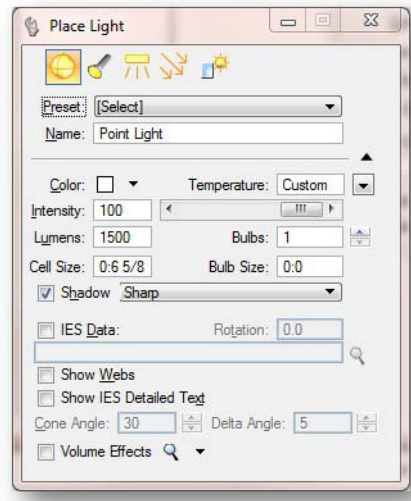 Place Light
Preset: [Select]
Name: Point Light
Color: Temperature: Custom
Intensity: 100
Lumens: 1500 Bulbs: 1
Cell Size: 0:6 5/8 Bulb Size: 0:0
Shadow Sharp
IES Data: Rotation: 0.0
Show Webs
Show IES Detailed Text
Cone Angle: 30 Delta Angle: 5
Volume Effects